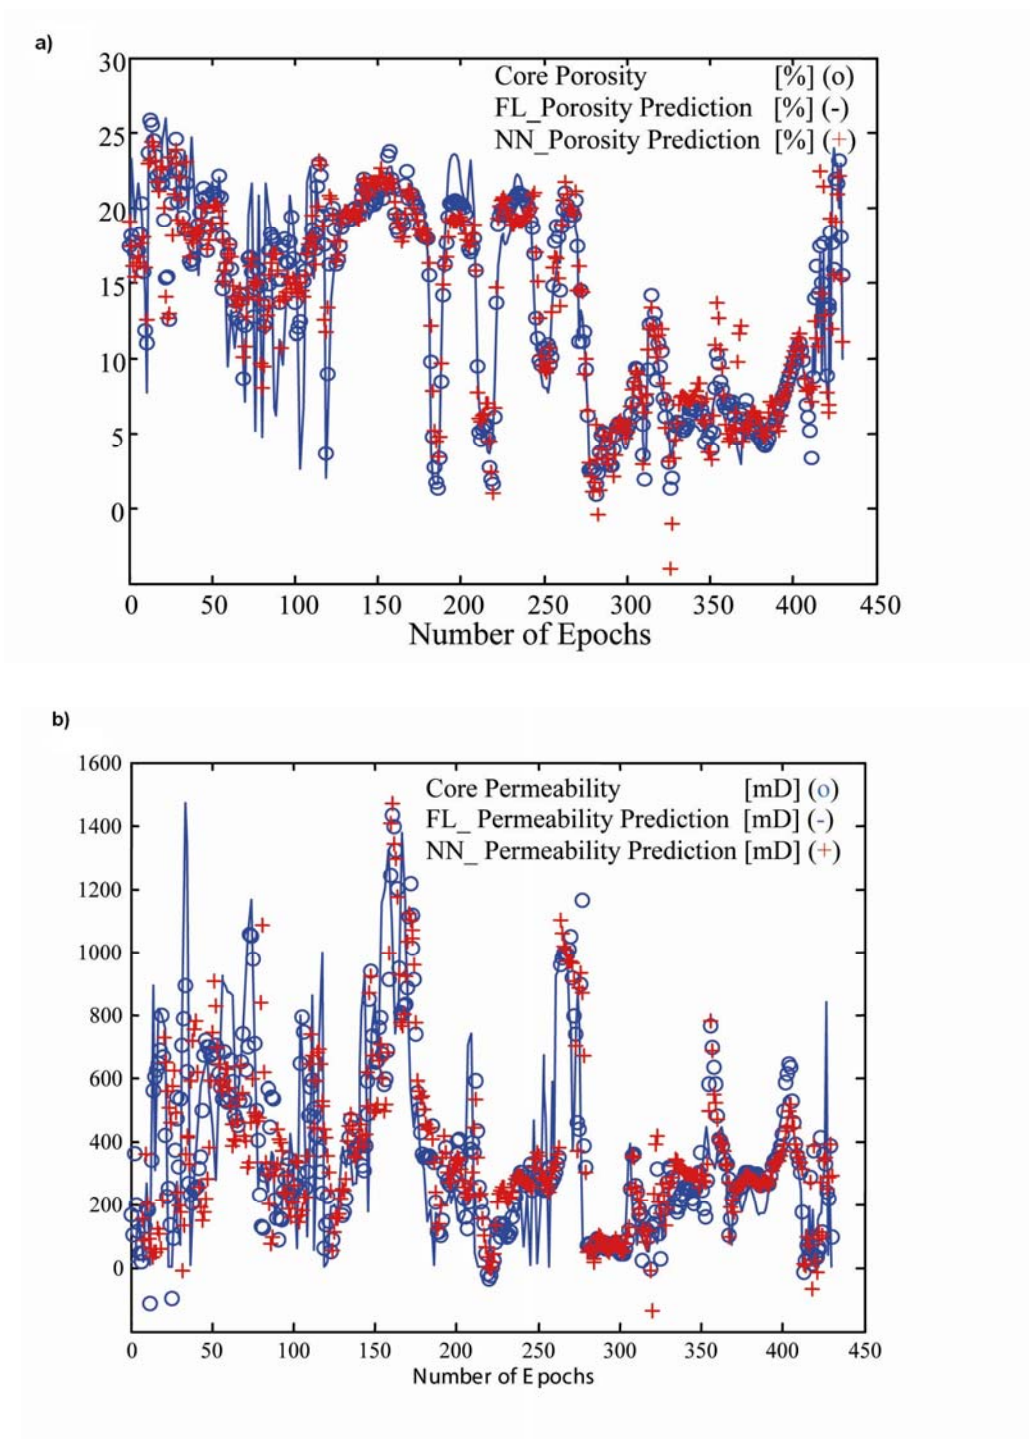 a)
30
25
20
15
10
5
0
Core Porosity [%] (o)
FL_Porosity Prediction [%] (-)
NN_Porosity Prediction [%] (+)
0 50 100 150 200 250 300 350 400 450
Number of Epochs
b)
1600
1400
1200
1000
800
600
400
200
0
Core Permeability [mD] (o)
FL_ Permeability Prediction [mD] (-)
NN_ Permeability Prediction [mD] (+)
0 50 100 150 200 250 300 350 400 450
Number of Epochs